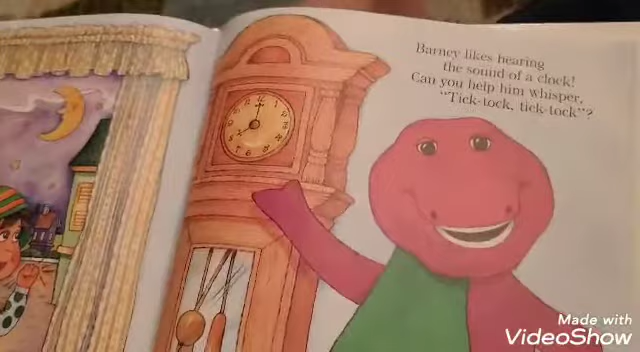 Barney likes hearing
the sound of a clock!
Can you help him whisper,
"Tick-tock, tick-tock"?
Made with
VideoShow